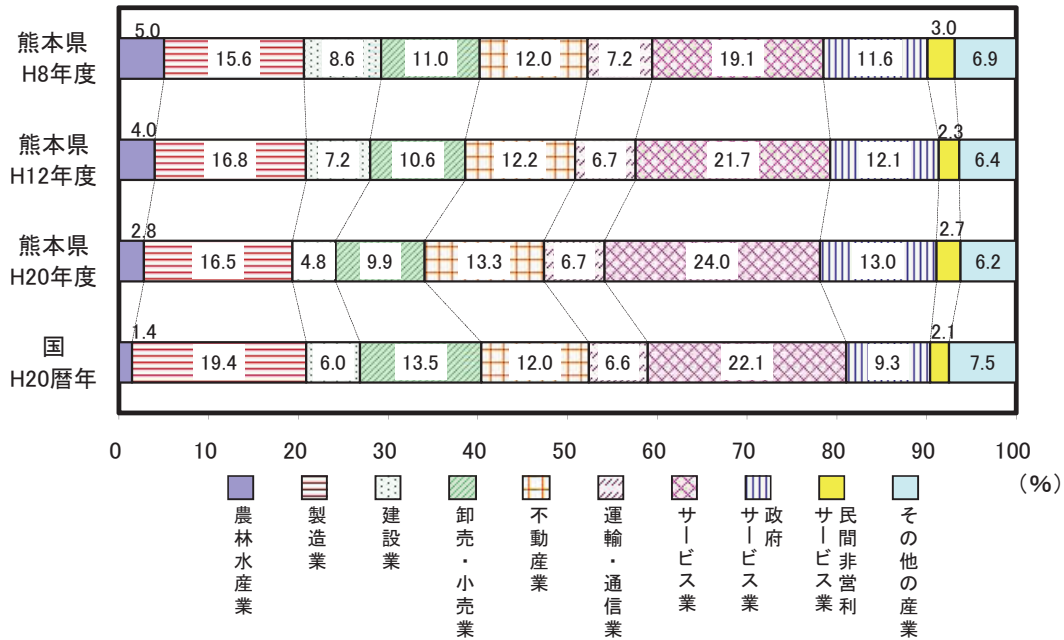 熊本県
H8年度
5.0
15.6
8.6
11.0
12.0
7.2
19.1
11.6
3.0
6.9
熊本県
H12年度
4.0
16.8
7.2
10.6
12.2
6.7
21.7
12.1
2.3
6.4
熊本県
H20年度
2.8
16.5
4.8
9.9
13.3
6.7
24.0
13.0
2.7
6.2
国
H20暦年
1.4
19.4
6.0
13.5
12.0
6.6
22.1
9.3
2.1
7.5
0 10 20 30 40 50 60 70 80 90 100
(%)
農林水産業
製造業
建設業
卸売・小売業
不動産業
運輸・通信業
サービス業
政府
サービス業
民間非営利
サービス業
その他の産業